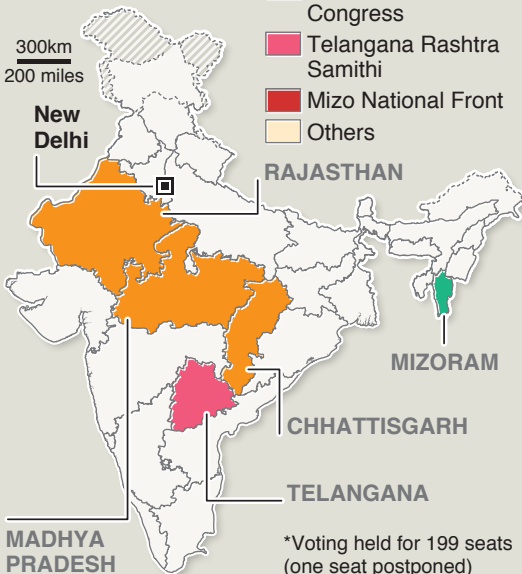 Congress
300km
200 miles
Telangana Rashtra
Samithi
Mizo National Front
Others
New
Delhi
RAJASTHAN
MIZORAM
CHHATTISGARH
TELANGANA
MADHYA
PRADESH
*Voting held for 199 seats
(one seat postponed)